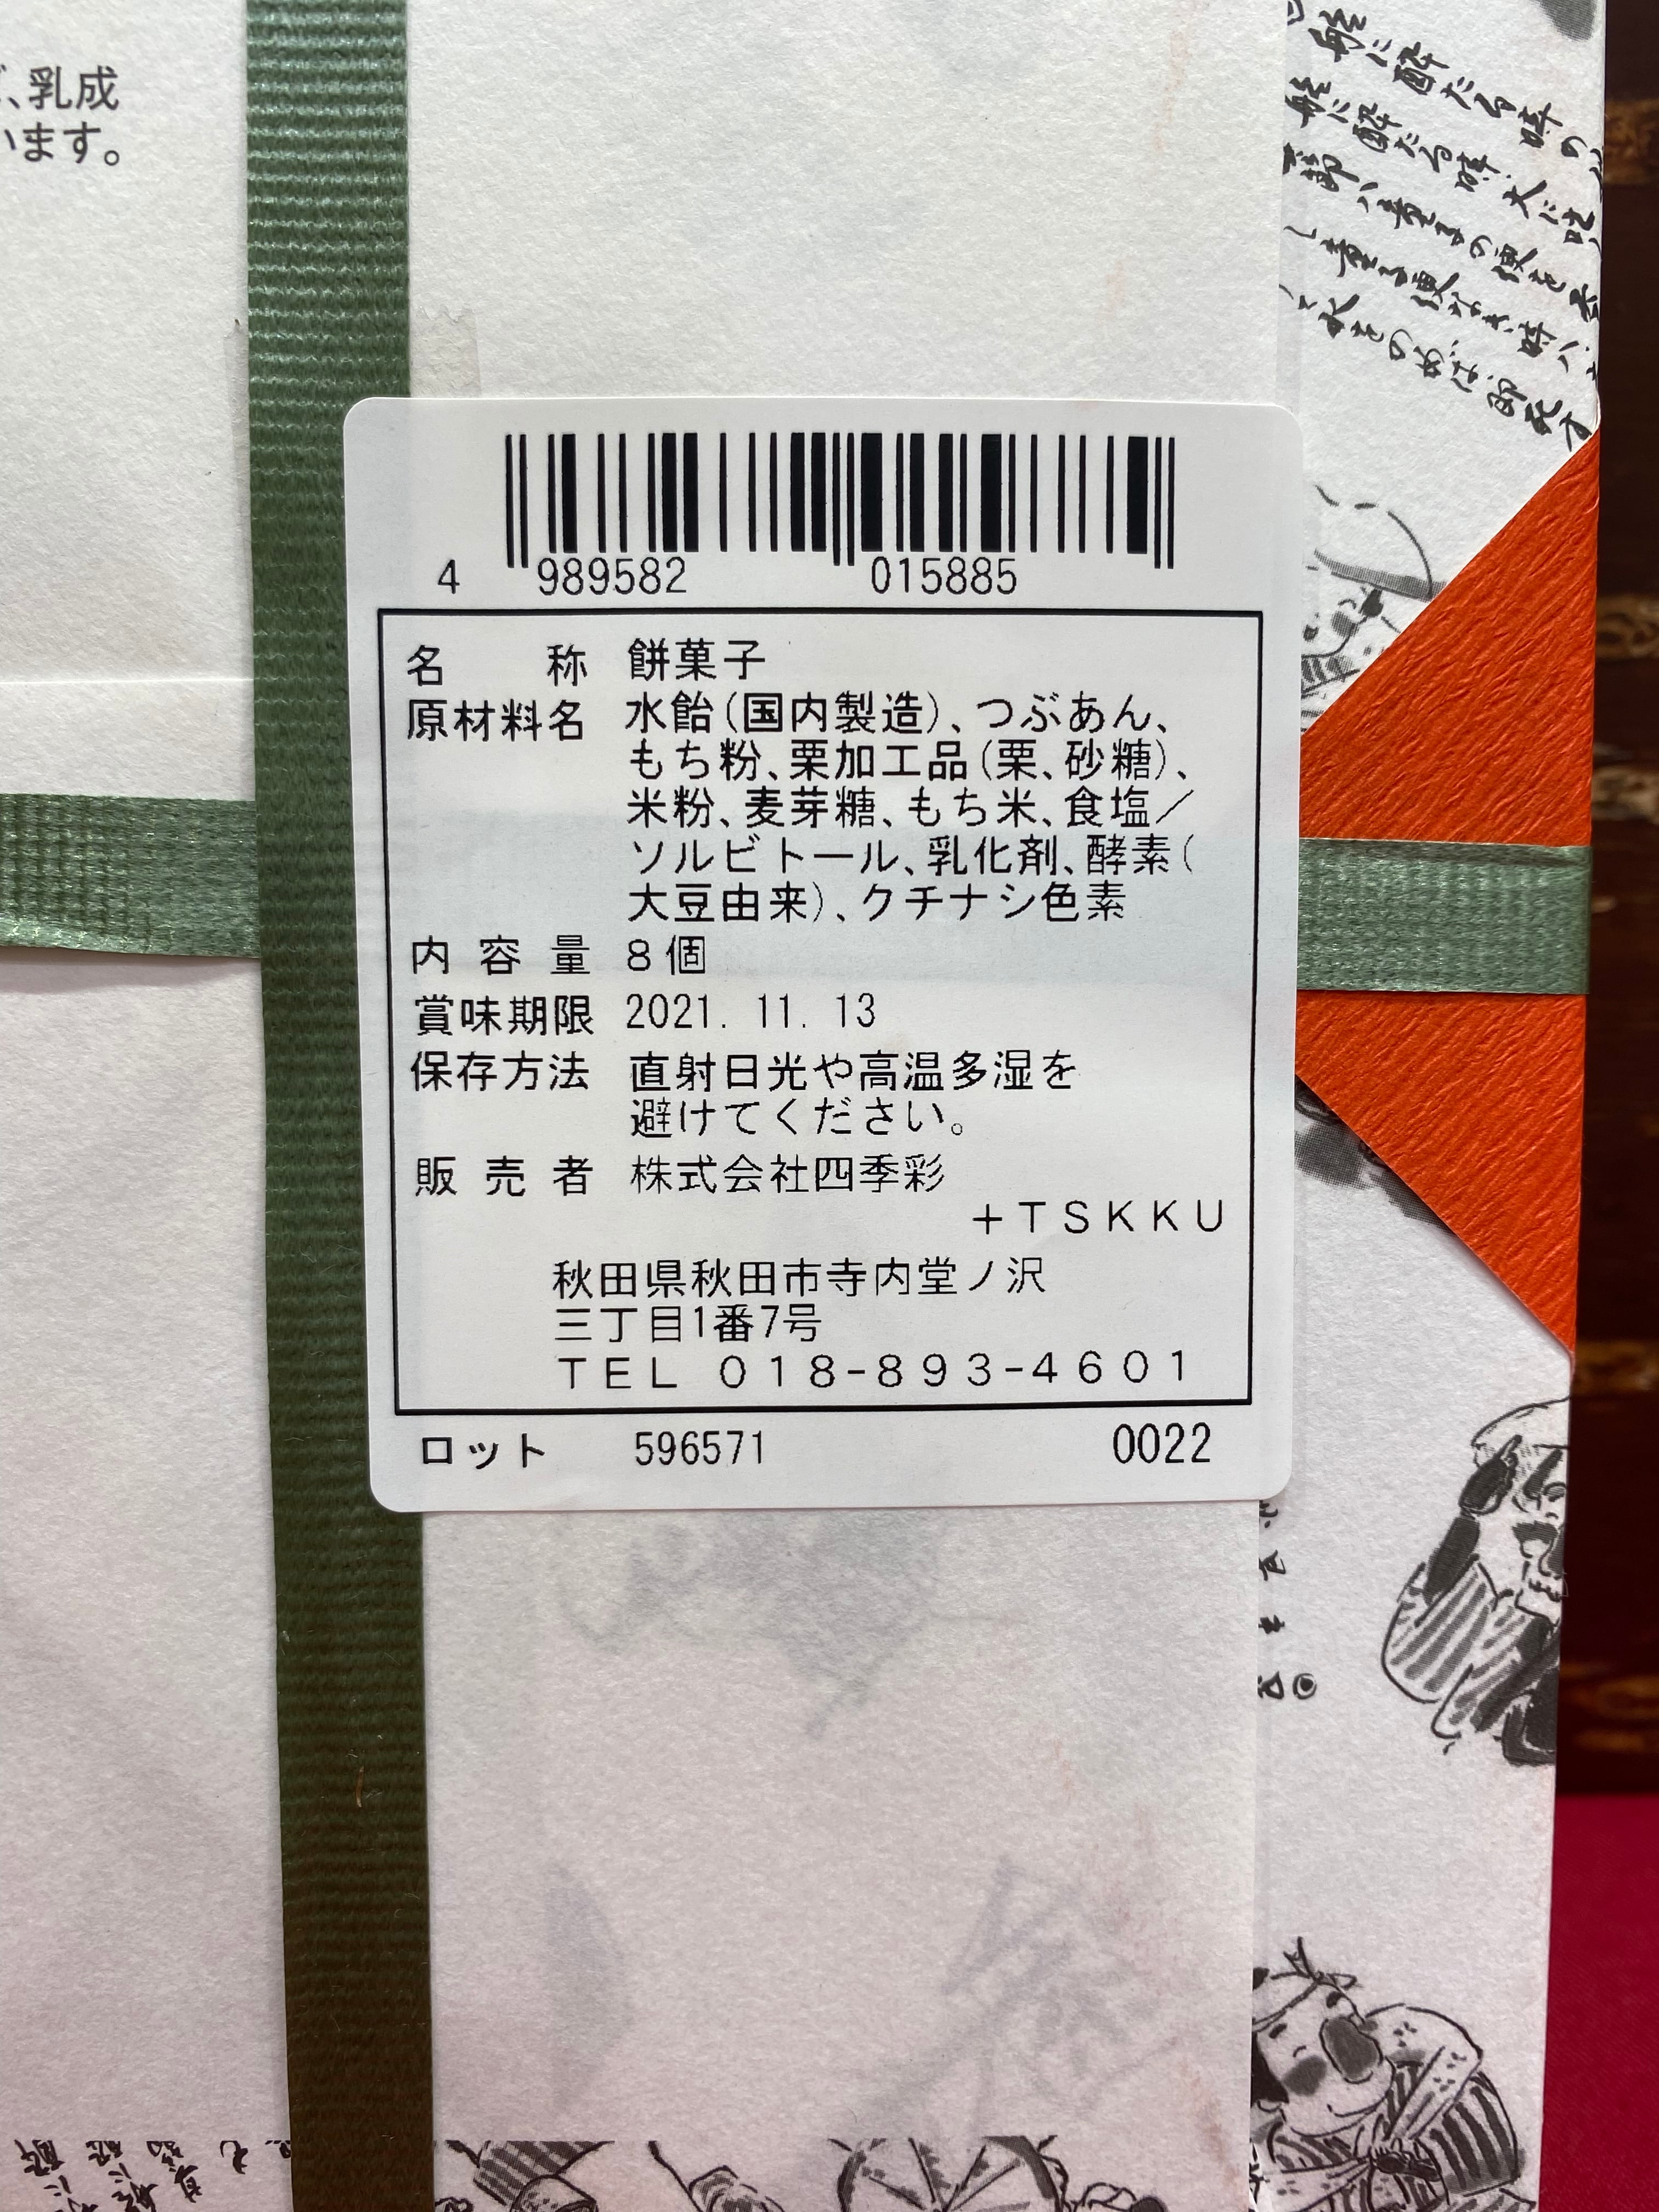 、乳成
います。
4 989582 015885
名称 餅菓子
原材料名 水飴(国内製造)、つぶあん、
もち粉、栗加工品(栗、砂糖)、
米粉、麦芽糖、もち米、食塩／
ソルビトール、乳化剤、酵素(
大豆由来)、クチナシ色素
内容量 8個
賞味期限 2021. 11. 13
保存方法 直射日光や高温多湿を
避けてください。
販売者 株式会社四季彩
＋ＴＳＫＫＵ
秋田県秋田市寺内堂ノ沢
三丁目1番7号
ＴＥＬ ０１８-８９３-４６０１
ロット 596571 0022